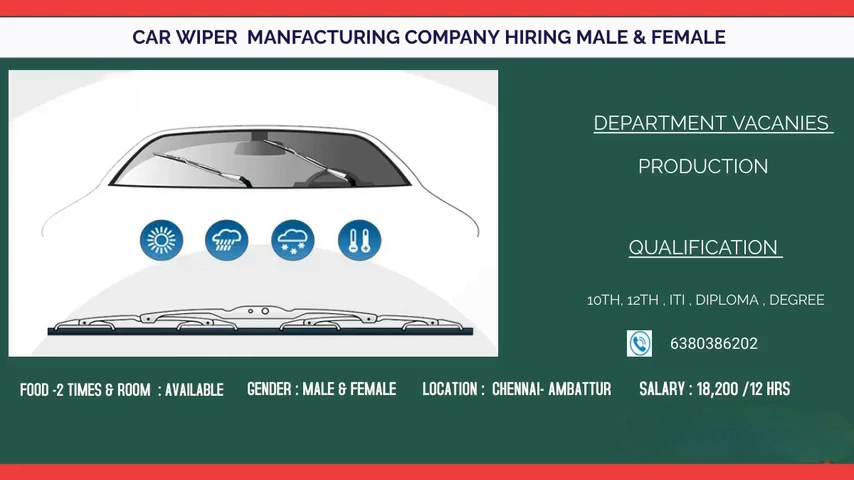 CAR WIPER MANFACTURING COMPANY HIRING MALE & FEMALE
DEPARTMENT VACANIES
PRODUCTION
QUALIFICATION
10TH, 12TH , ITI , DIPLOMA , DEGREE
6380386202
FOOD -2 TIMES & ROOM : AVAILABLE GENDER : MALE & FEMALE LOCATION : CHENNAI- AMBATTUR SALARY : 18,200 /12 HRS